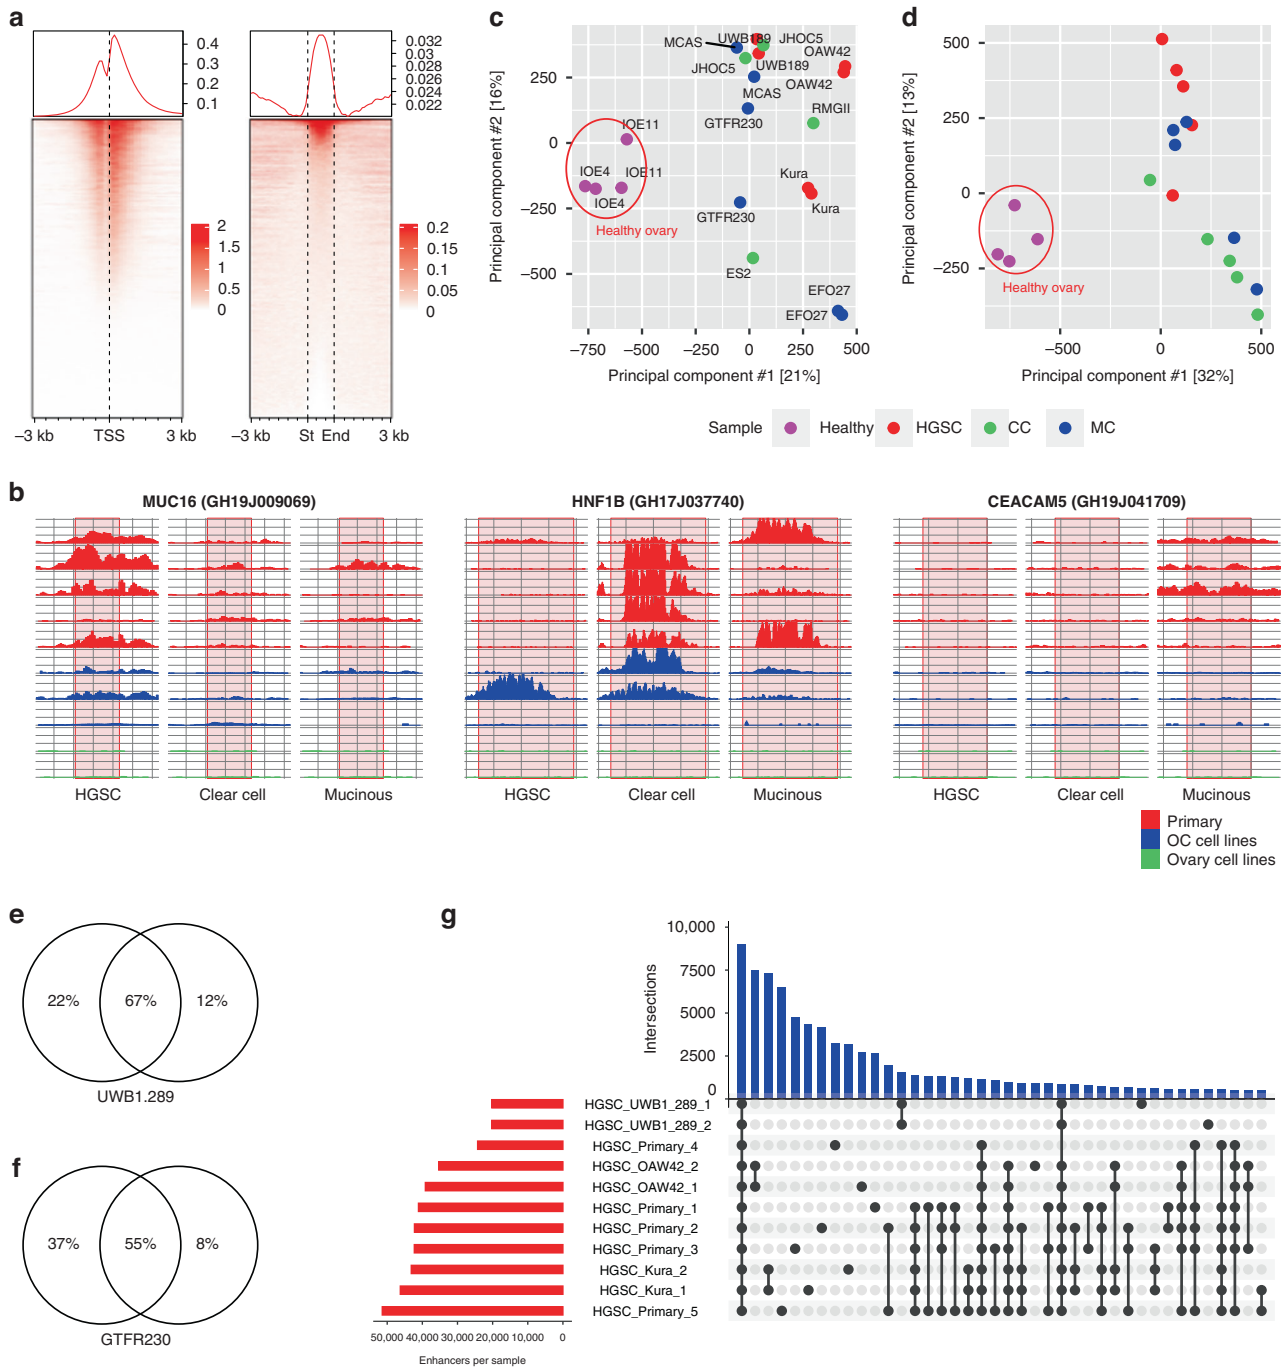 a
0.4
0.3
0.2
0.1
0.032
0.03
0.028
0.026
0.024
0.022
2
1.5
1
0.5
0
0.2
0.15
0.1
0.05
0
–3 kb
TSS
3 kb
–3 kb
St
End
3 kb
c
Principal component #2 [16%]
250
0
–250
–500
–750
–500
–250
0
250
500
Principal component #1 [21%]
MCAS
UWB189
JHOC5
OAW42
JHOC5
UWB189
OAW42
MCAS
RMGII
GTFR230
IOE11
IOE4
IOE11
IOE4
Kura
Kura
GTFR230
Healthy ovary
ES2
EFO27
EFO27
d
Principal component #2 [13%]
500
250
0
–250
–500
0
500
Principal component #1 [32%]
Healthy ovary
Sample
Healthy
HGSC
CC
MC
b
MUC16 (GH19J009069)
HNF1B (GH17J037740)
CEACAM5 (GH19J041709)
HGSC
Clear cell
Mucinous
HGSC
Clear cell
Mucinous
HGSC
Clear cell
Mucinous
Primary
OC cell lines
Ovary cell lines
e
22%
67%
12%
UWB1.289
f
37%
55%
8%
GTFR230
g
Intersections
10,000
7500
5000
2500
0
HGSC_UWB1_289_1
HGSC_UWB1_289_2
HGSC_Primary_4
HGSC_OAW42_2
HGSC_OAW42_1
HGSC_Primary_1
HGSC_Primary_2
HGSC_Primary_3
HGSC_Kura_2
HGSC_Kura_1
HGSC_Primary_5
50,000
40,000
30,000
20,000
10,000
0
Enhancers per sample